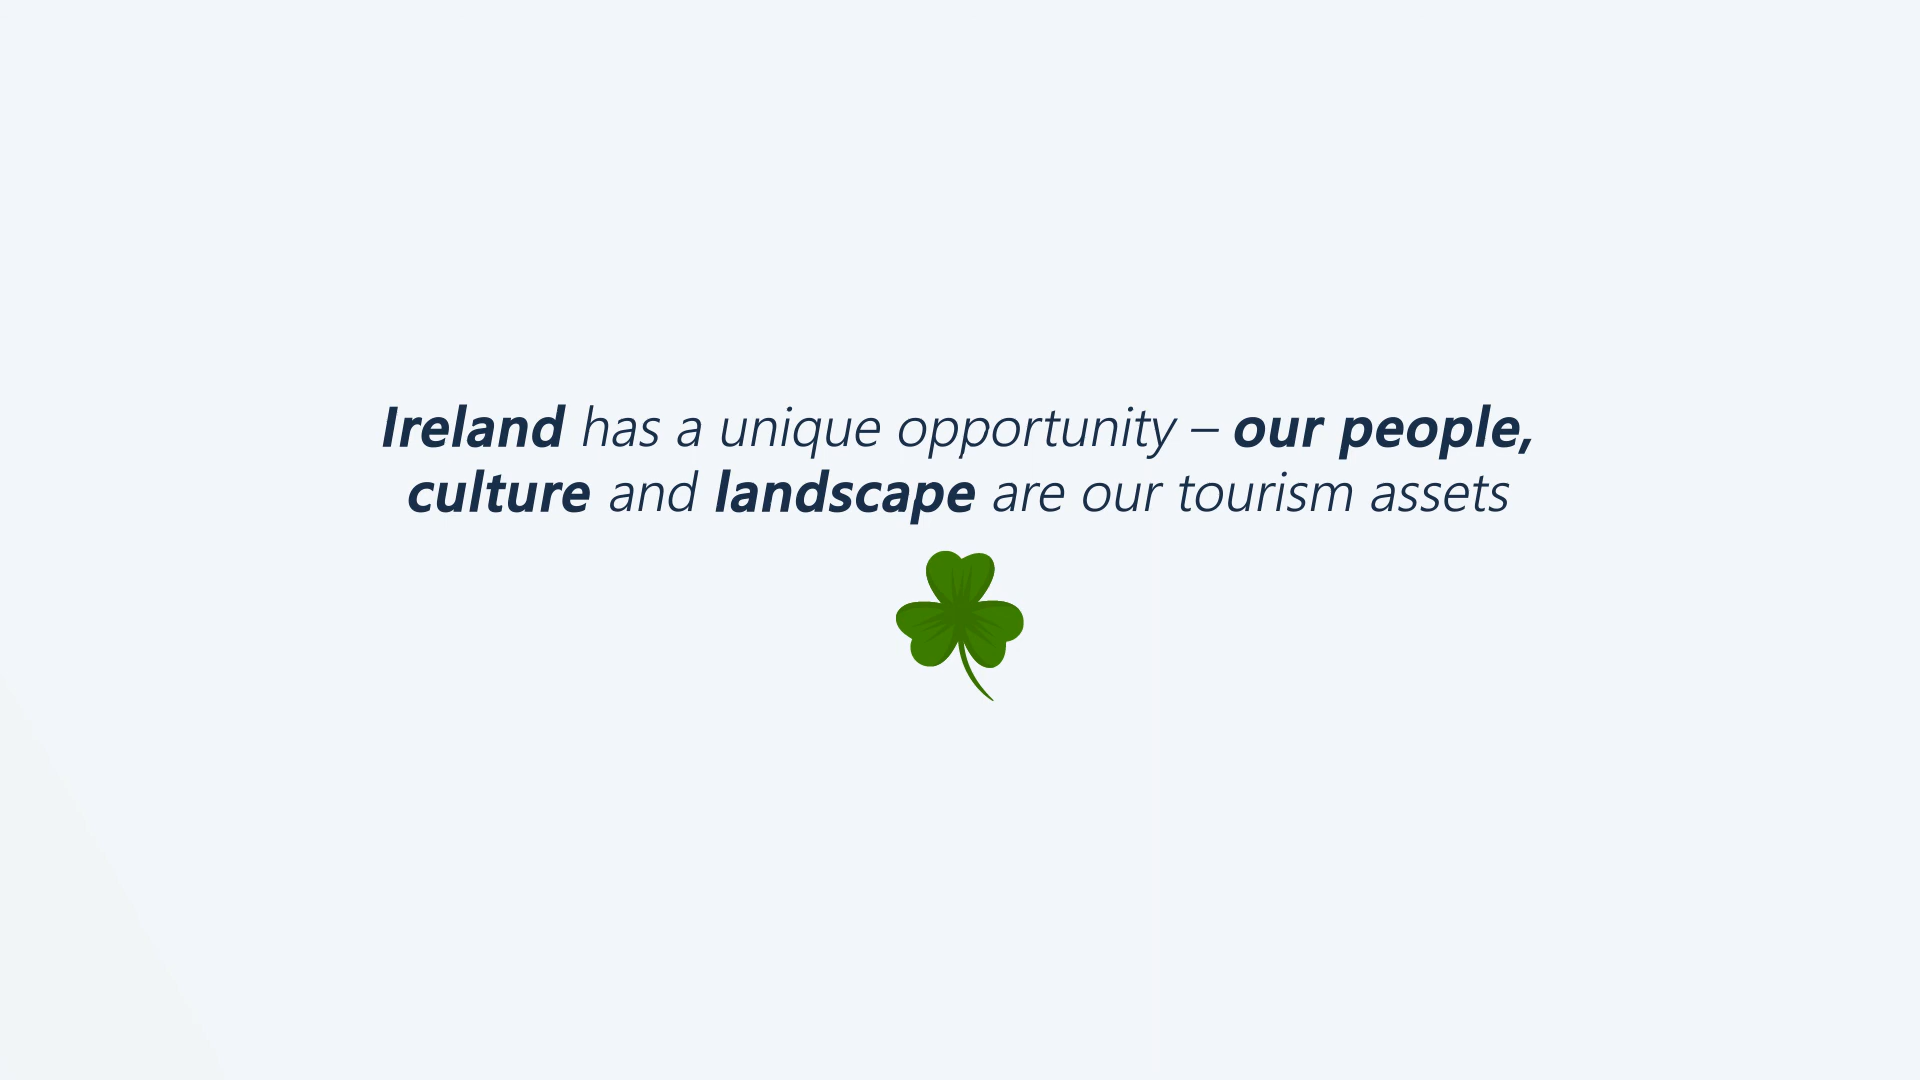 Ireland has a unique opportunity – our people,
culture and landscape are our tourism assets